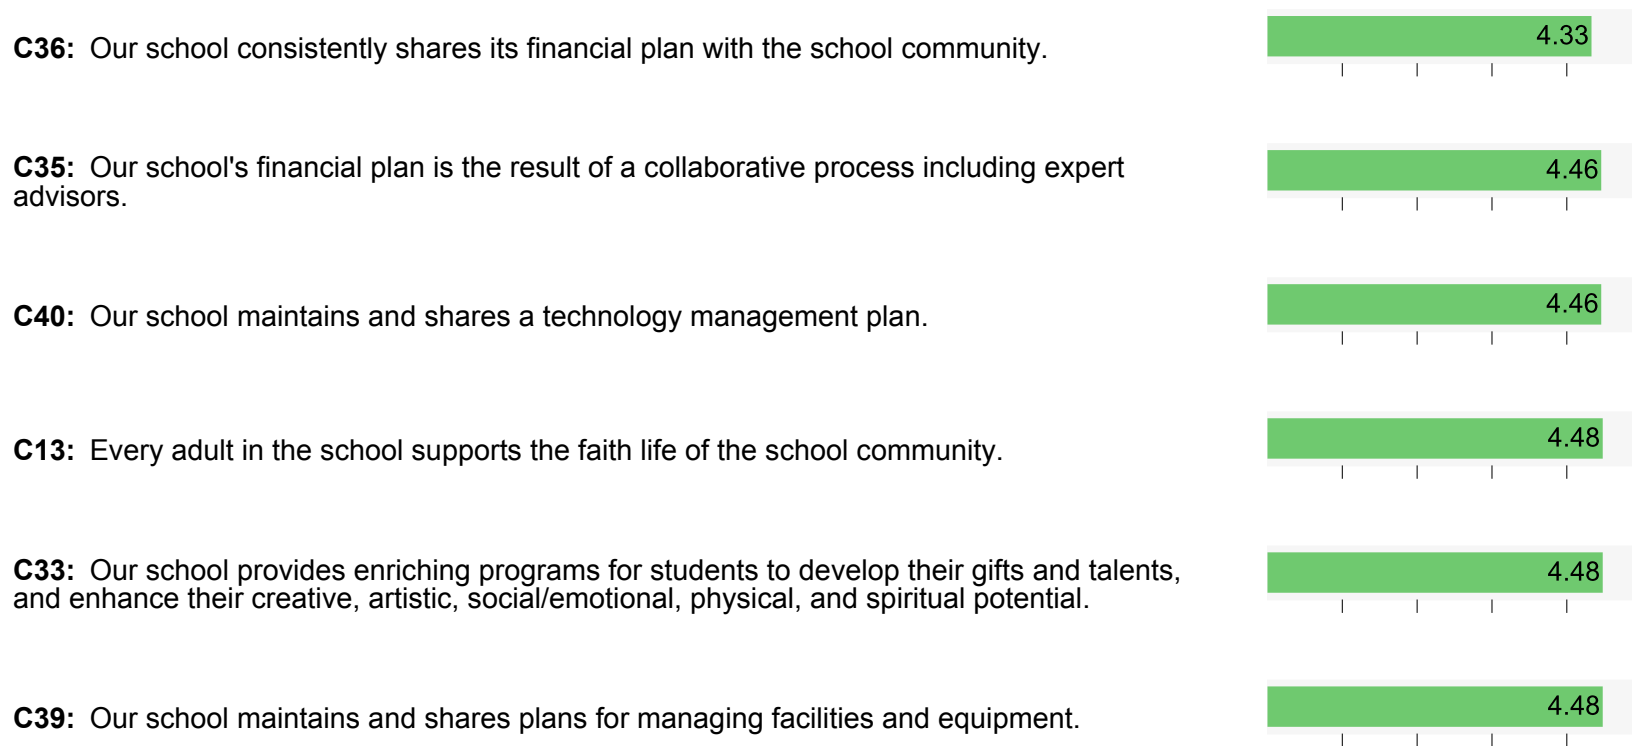 C36: Our school consistently shares its financial plan with the school community.
4.33
C35: Our school's financial plan is the result of a collaborative process including expert
advisors.
4.46
C40: Our school maintains and shares a technology management plan.
4.46
C13: Every adult in the school supports the faith life of the school community.
4.48
C33: Our school provides enriching programs for students to develop their gifts and talents,
and enhance their creative, artistic, social/emotional, physical, and spiritual potential.
4.48
C39: Our school maintains and shares plans for managing facilities and equipment.
4.48